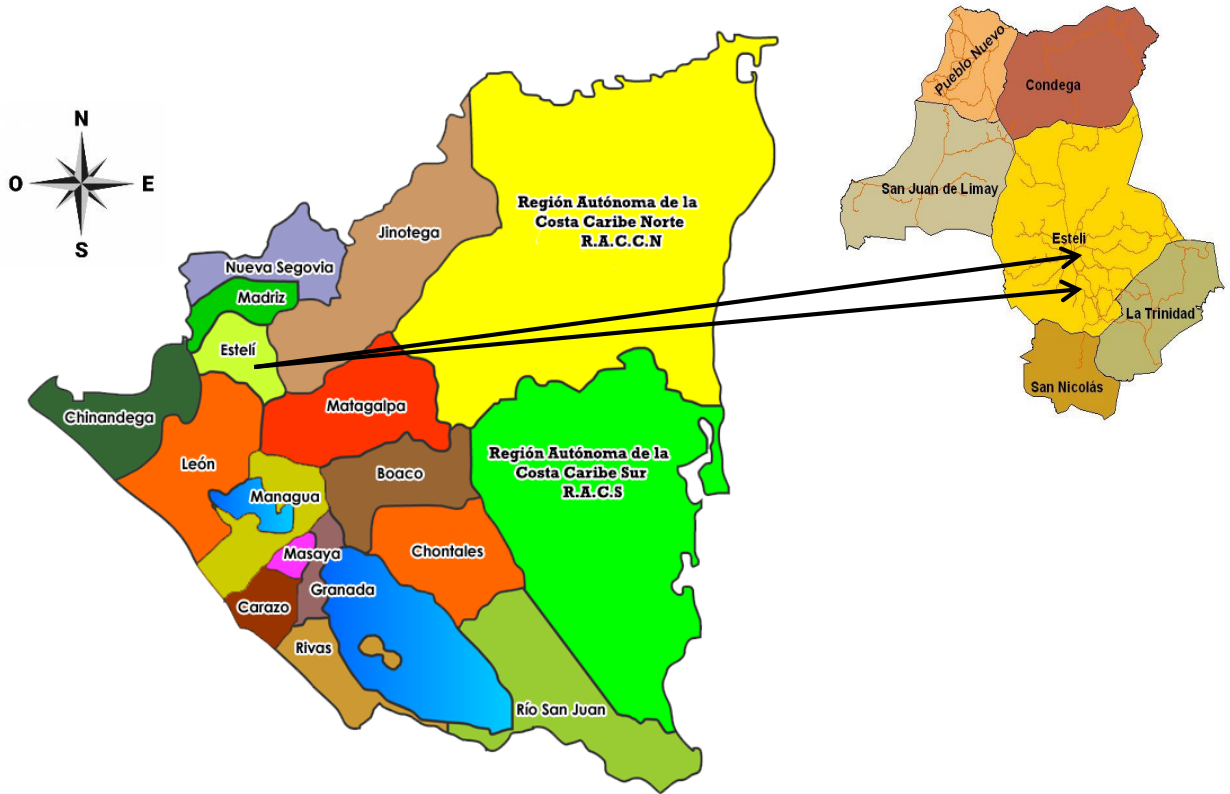 N
O
E
S
Región Autónoma de la
Costa Caribe Norte
R.A.C.C.N
Jinotega
Nueva Segovia
Madriz
Estelí
Chinandega
Matagalpa
León
Región Autónoma de la
Costa Caribe Sur
R.A.C.S
Boaco
Managua
Masaya
Chontales
Granada
Carazo
Rivas
Río San Juan
Pueblo Nuevo
Condega
San Juan de Limay
Esteli
La Trinidad
San Nicolás